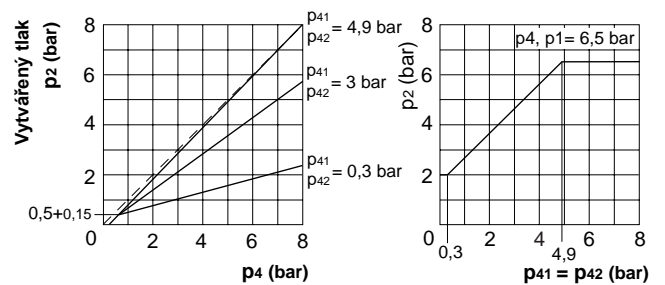 Vytvářený tlak
p2 (bar)
8
6
4
2
0,5+0,15
0
2
4
6
8
p4 (bar)
p41
p42 = 4,9 bar
p41
p42 = 3 bar
p41
p42 = 0,3 bar
p2 (bar)
8
6
4
2
0
p4, p1= 6,5 bar
2
4
6
8
0,3
4,9
p41 = p42 (bar)